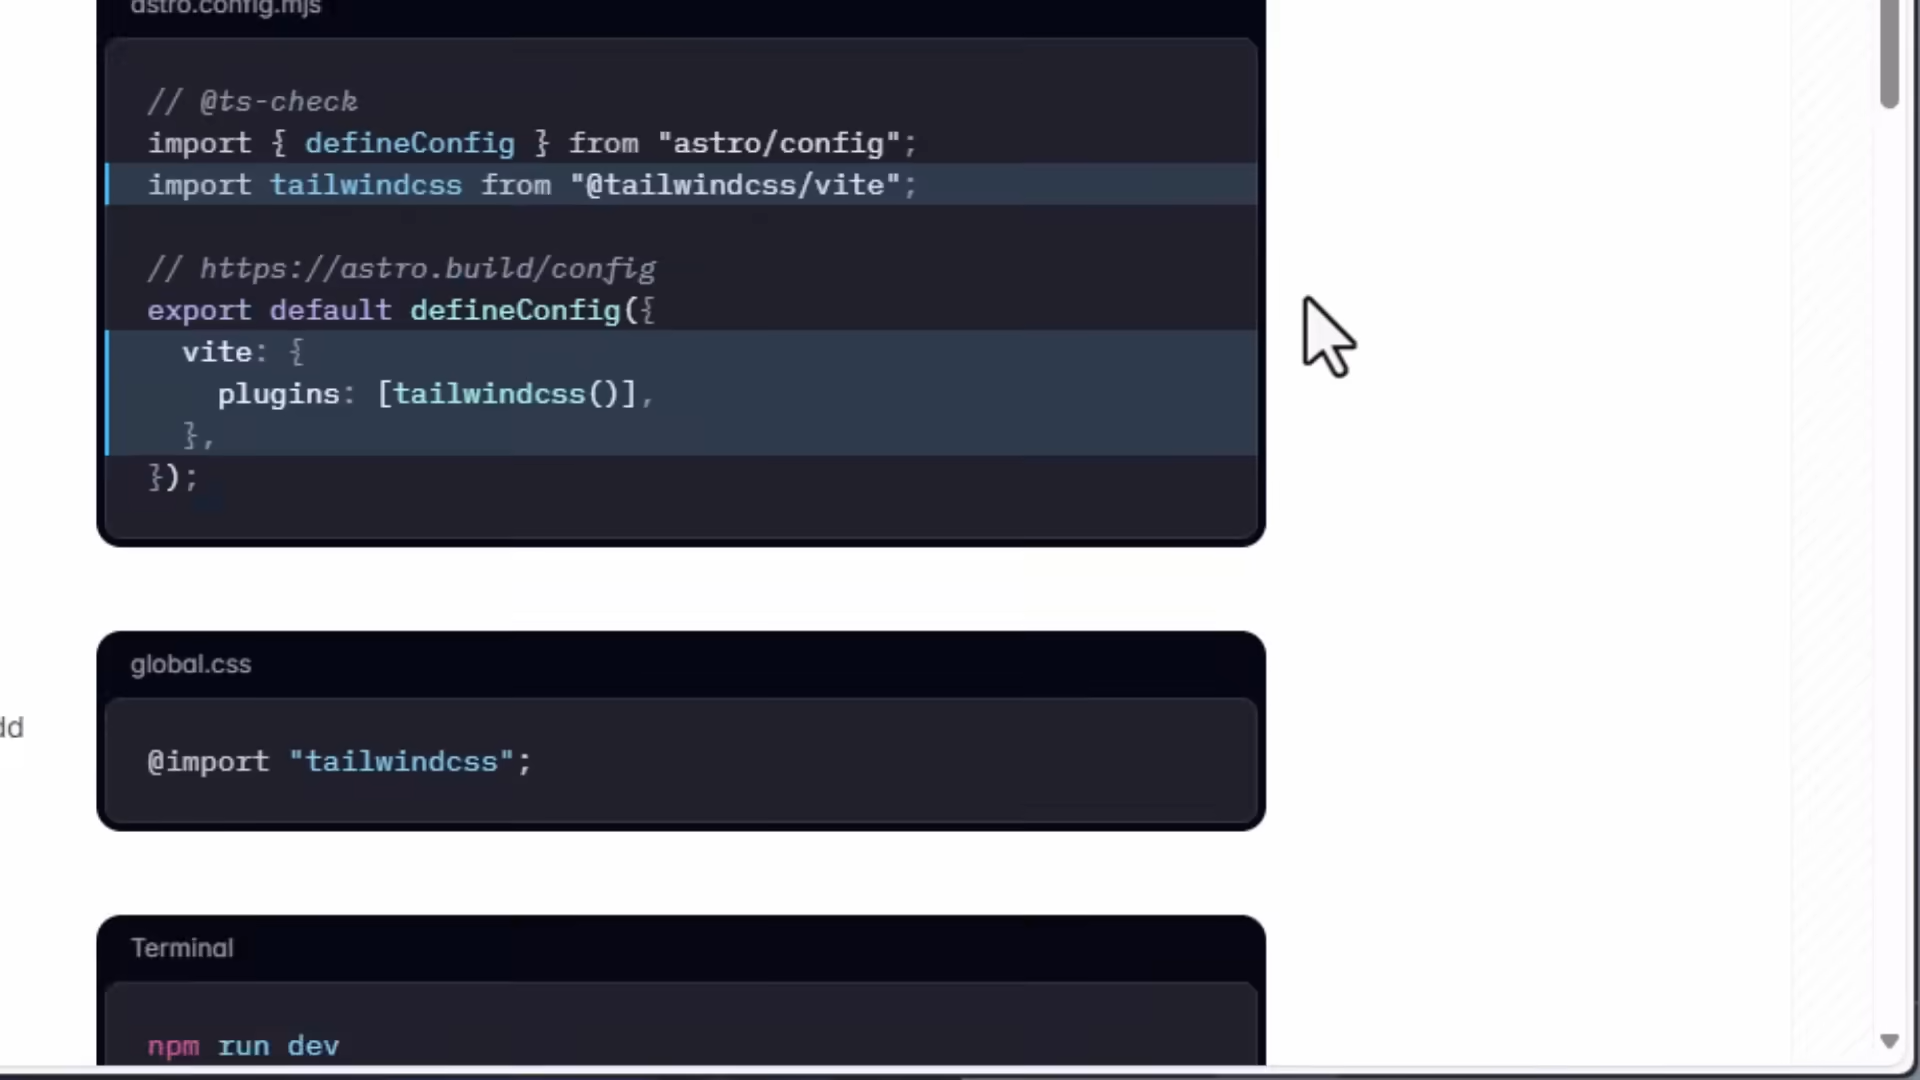 astro.config.mjs
// @ts-check
import { defineConfig } from "astro/config";
import tailwindcss from "@tailwindcss/vite";
// https://astro.build/config
export default defineConfig({
  vite: {
    plugins: [tailwindcss()],
  },
});
global.css
dd
@import "tailwindcss";
Terminal
npm run dev